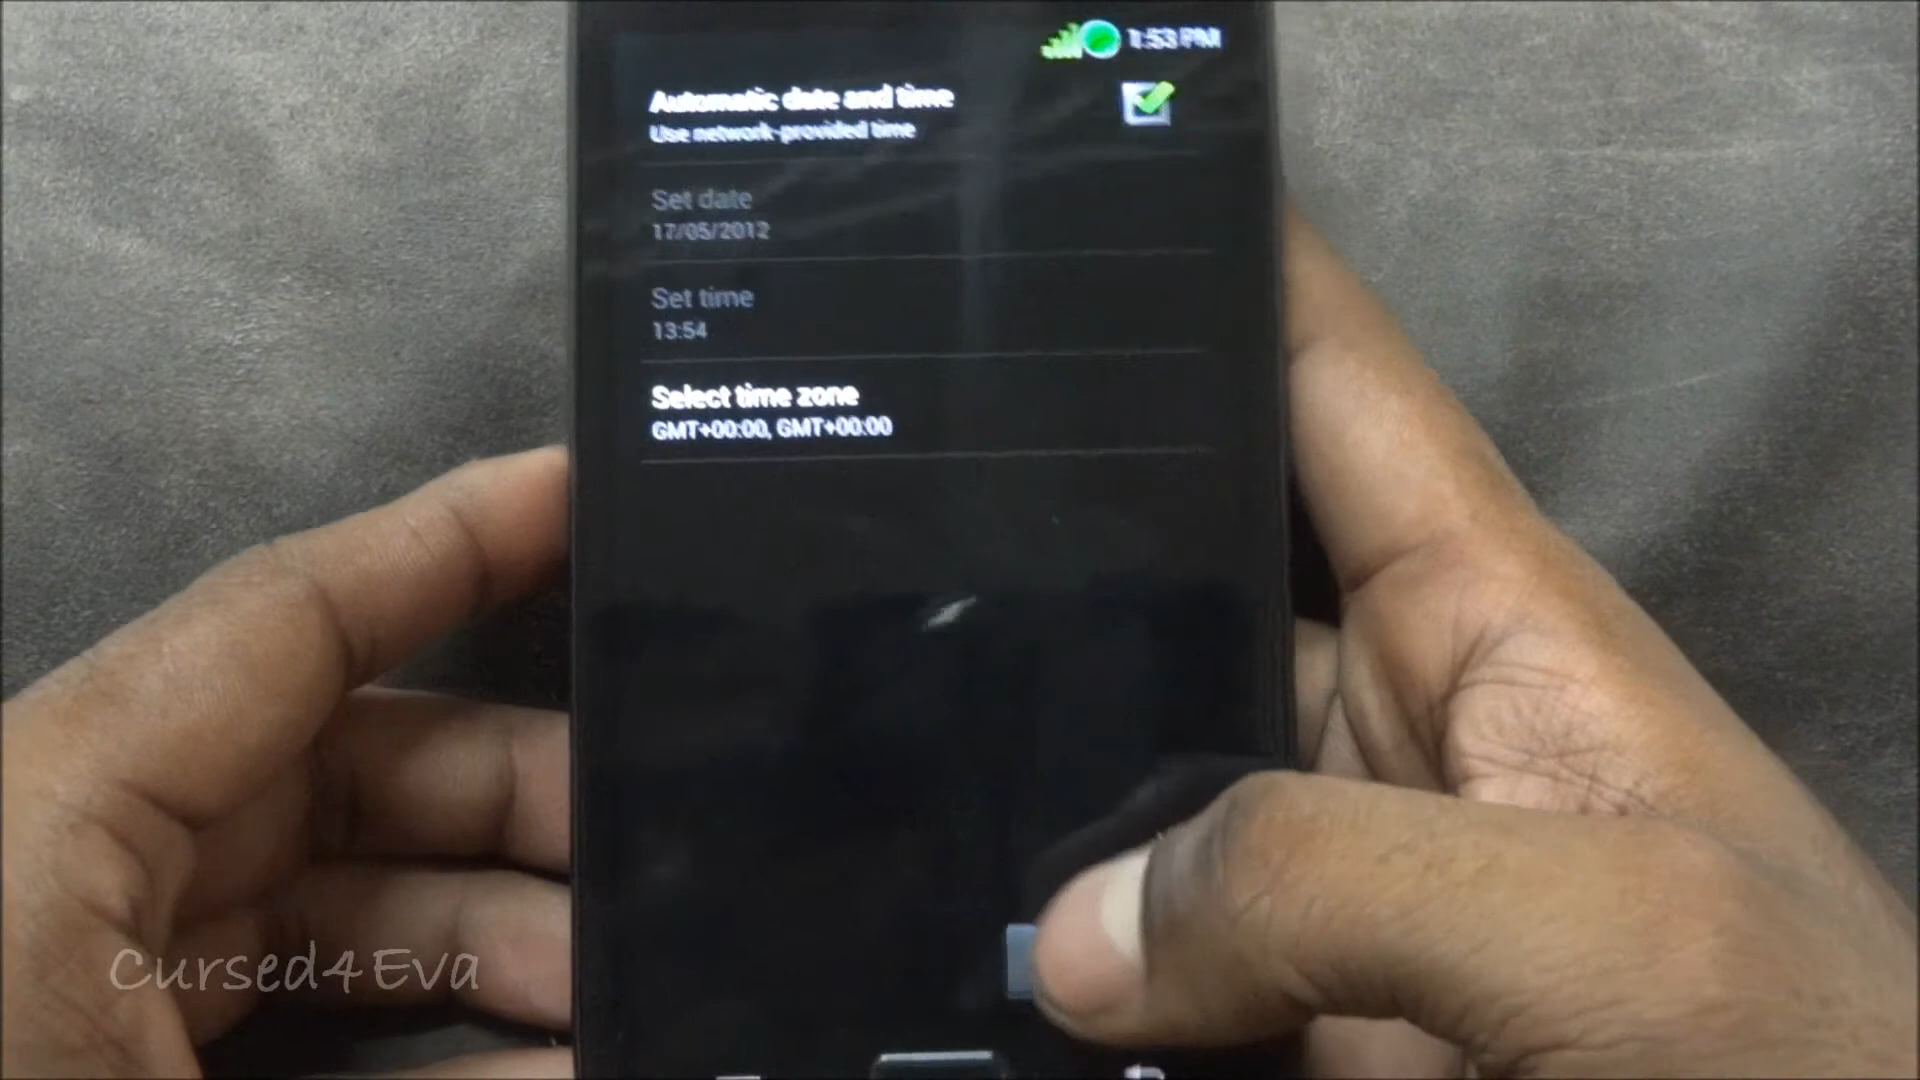 1:53 PM
Automatic date and time
Use network-provided time
Set date
17/05/2012
Set time
13:54
Select time zone
GMT+00:00, GMT+00:00
Cursed4Eva